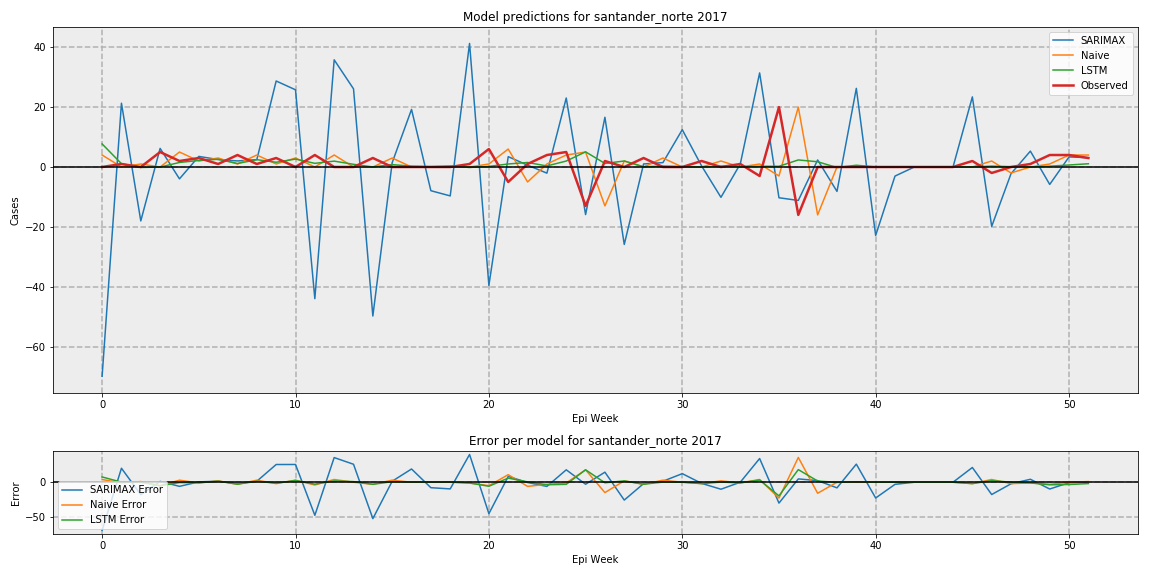 Model predictions for santander_norte 2017
SARIMAX
Naive
LSTM
Observed
40
20
0
−20
−40
−60
Cases
0 10 20 30 40 50
Epi Week
Error per model for santander_norte 2017
0
−50
Error
SARIMAX Error
Naive Error
LSTM Error
0 10 20 30 40 50
Epi Week